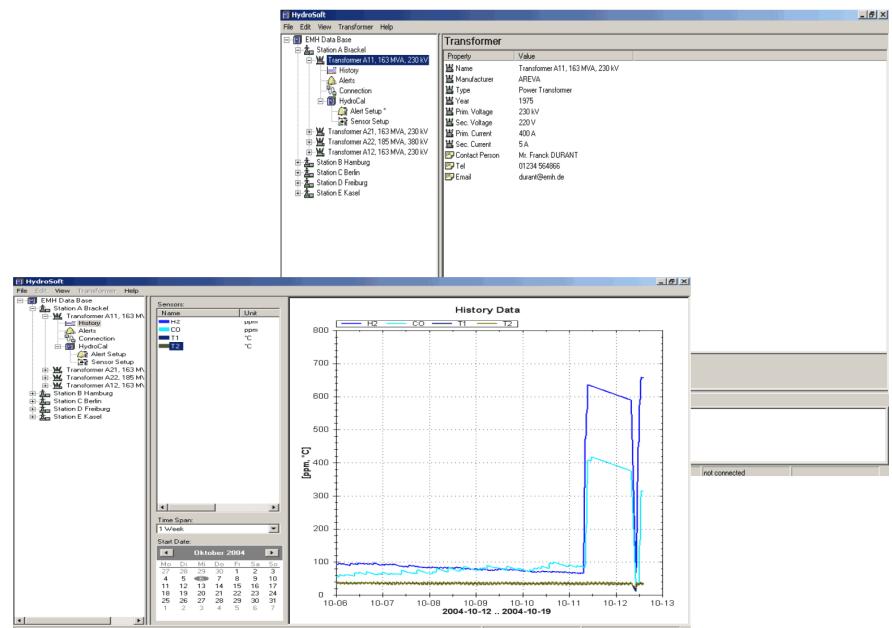 HydroSoft
File Edit View Transformer Help
EMH Data Base
Station A Brackel
Transformer A11, 163 MVA, 230 kV
History
Alerts
Connection
HydroCal
Alert Setup *
Sensor Setup
Transformer A21, 163 MVA, 230 kV
Transformer A22, 185 MVA, 380 kV
Transformer A12, 163 MVA, 230 kV
Station B Hamburg
Station C Berlin
Station D Freiburg
Station E Kasel
Transformer
Property Value
Name Transformer A11, 163 MVA, 230 kV
Manufacturer AREVA
Type Power Transformer
Year 1975
Prim. Voltage 230 kV
Sec. Voltage 220 V
Prim. Current 400 A
Sec. Current 5 A
Contact Person Mr. Franck DURANT
Tel 01234 564866
Email durant@emh.de
not connected
HydroSoft
File Edit View Transformer Help
EMH Data Base
Station A Brackel
Transformer A11, 163 M
History
Alerts
Connection
HydroCal
Alert Setup
Sensor Setup
Transformer A21, 163 M
Transformer A22, 185 M
Transformer A12, 163 M
Station B Hamburg
Station C Berlin
Station D Freiburg
Station E Kasel
Sensors:
Name Unit
H2 ppm
CO ppm
T1 °C
T2 °C
Time Span:
1 Week
Start Date:
Oktober 2004
Mo Di Mi Do Fr Sa So
27 28 29 30 1 2 3
4 5 7 8 9 10
11 12 13 14 15 16 17
18 19 20 21 22 23 24
25 26 27 28 29 30 31
1 2 3 4 5 6 7
History Data
H2 CO T1 T2
800
700
600
500
400
300
200
100
0
[ppm, °C]
10-06 10-07 10-08 10-09 10-10 10-11 10-12 10-13
2004-10-12 .. 2004-10-19